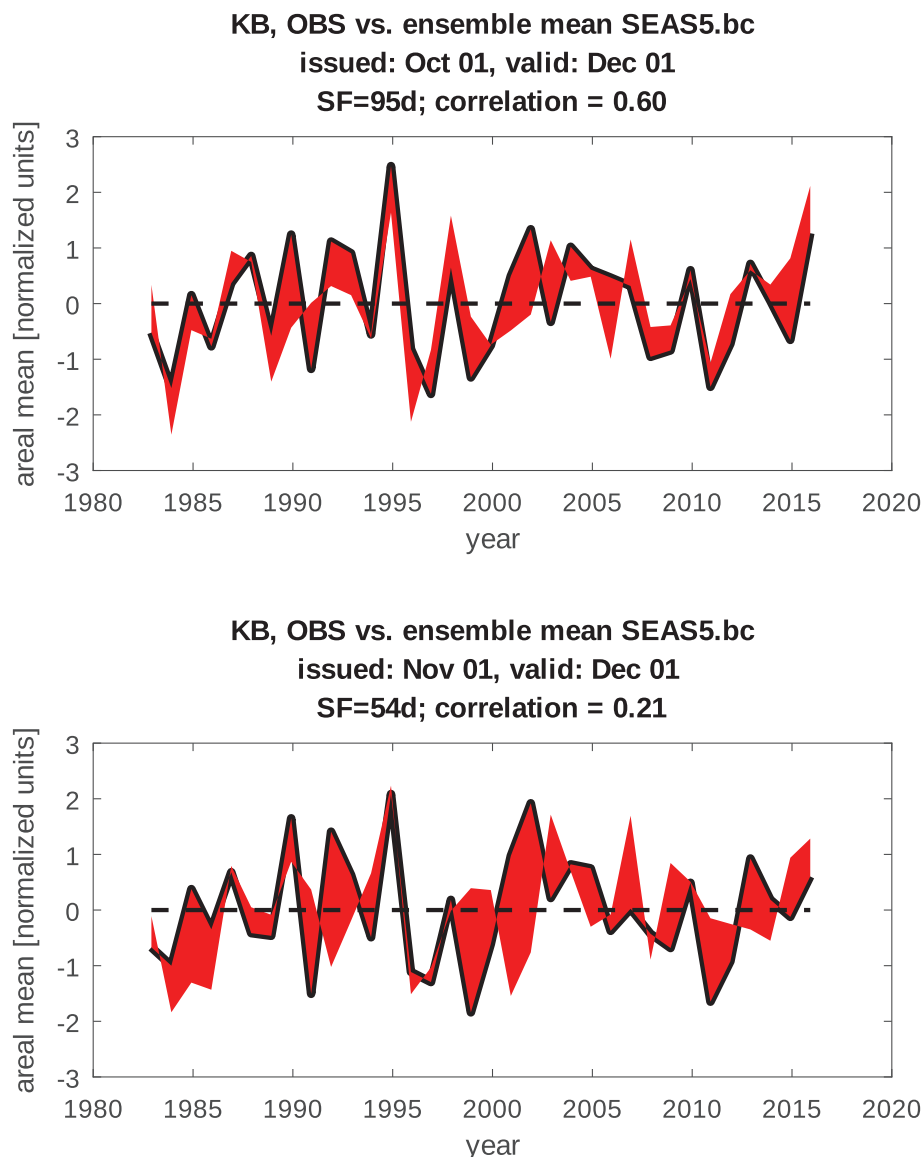 KB, OBS vs. ensemble mean SEAS5.bc
issued: Oct 01, valid: Dec 01
SF=95d; correlation = 0.60
areal mean [normalized units]
3
2
1
0
-1
-2
-3
1980 1985 1990 1995 2000 2005 2010 2015 2020
year
KB, OBS vs. ensemble mean SEAS5.bc
issued: Nov 01, valid: Dec 01
SF=54d; correlation = 0.21
areal mean [normalized units]
3
2
1
0
-1
-2
-3
1980 1985 1990 1995 2000 2005 2010 2015 2020
year